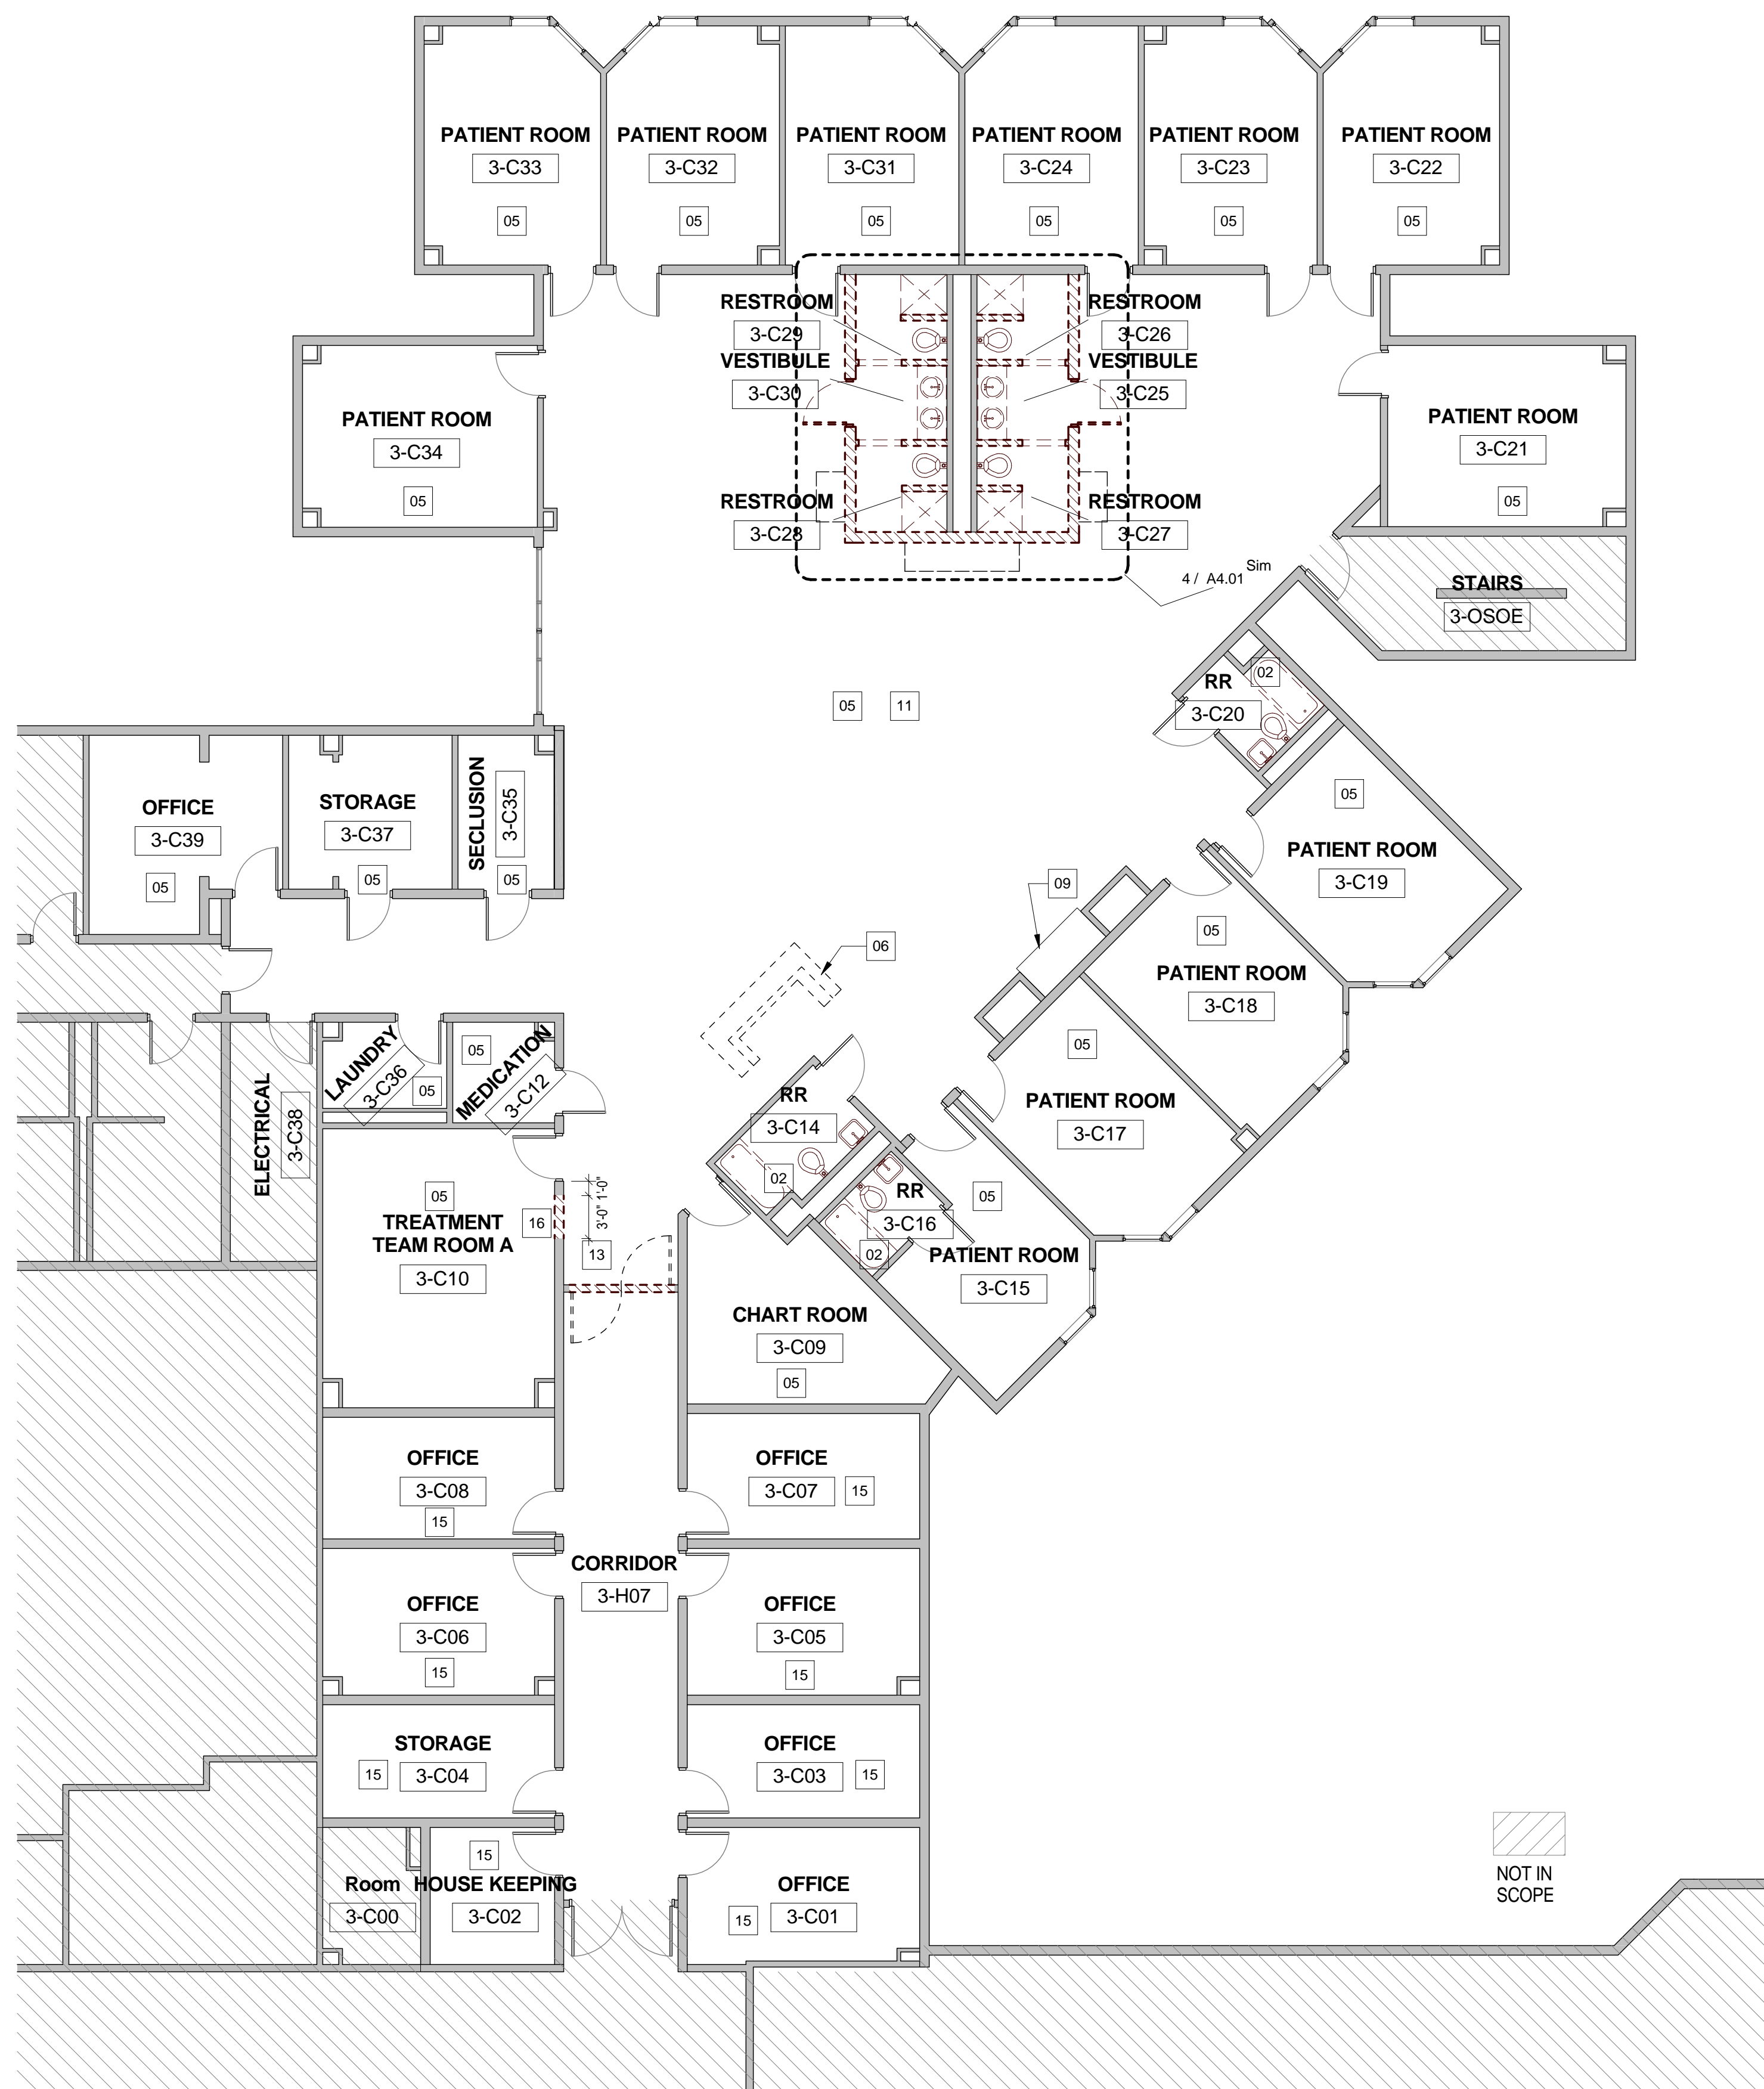 PATIENT ROOM
3-C33
05
PATIENT ROOM
3-C32
05
PATIENT ROOM
3-C31
05
PATIENT ROOM
3-C24
05
PATIENT ROOM
3-C23
05
PATIENT ROOM
3-C22
05
RESTROOM
3-C29
VESTIBULE
3-C30
RESTROOM
3-C28
RESTROOM
3-C26
VESTIBULE
3-C25
RESTROOM
3-C27
4 / A4.01
Sim
PATIENT ROOM
3-C34
05
PATIENT ROOM
3-C21
05
STAIRS
3-OSOE
05
11
RR
3-C20
02
05
PATIENT ROOM
3-C19
OFFICE
3-C39
05
STORAGE
3-C37
05
SECLUSION
3-C35
05
09
06
05
PATIENT ROOM
3-C18
05
PATIENT ROOM
3-C17
LAUNDRY
3-C36
05
05
MEDICATION
3-C12
ELECTRICAL
3-C38
RR
3-C14
02
RR
3-C16
02
05
PATIENT ROOM
3-C15
05
TREATMENT
TEAM ROOM A
3-C10
16
1'-0"
3'-0"
13
CHART ROOM
3-C09
05
OFFICE
3-C08
15
OFFICE
3-C07
15
CORRIDOR
3-H07
OFFICE
3-C06
15
OFFICE
3-C05
15
STORAGE
3-C04
15
OFFICE
3-C03
15
Room
3-C00
15
HOUSE KEEPING
3-C02
OFFICE
3-C01
15
NOT IN
SCOPE